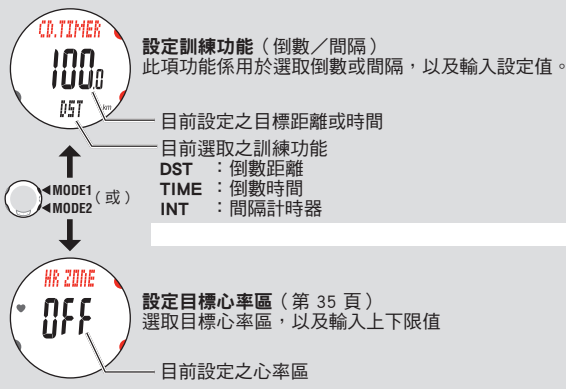 CD.TIMER
100.0
km
DST
設定訓練功能（倒數／間隔）
此項功能係用於選取倒數或間隔，以及輸入設定值。
目前設定之目標距離或時間
目前選取之訓練功能
DST ：倒數距離
TIME ：倒數時間
INT ：間隔計時器
◀MODE1
◀MODE2
（或）
HR ZONE
OFF
設定目標心率區（第 35 頁）
選取目標心率區，以及輸入上下限值
目前設定之心率區